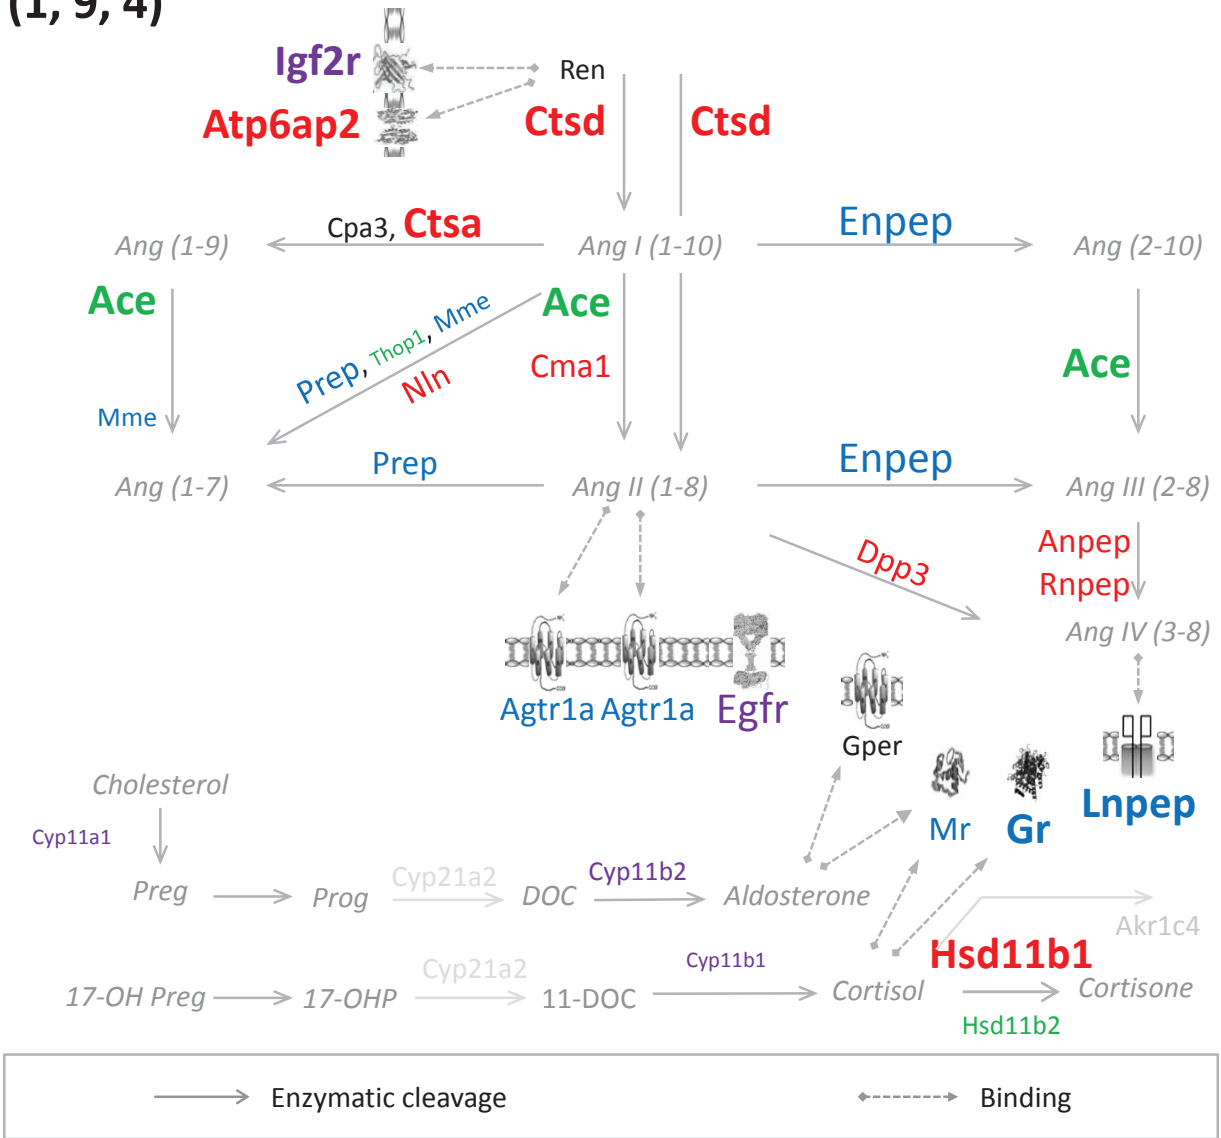 (1, 9, 4)
Igf2r
Ren
Atp6ap2
Ctsd
Ctsd
Ang (1-9)
Cpa3, Ctsa
Ang I (1-10)
Enpep
Ang (2-10)
Ace
Prep, Thop1, Mme
Nln
Ace
Cma1
Ace
Mme
Ang (1-7)
Prep
Ang II (1-8)
Enpep
Ang III (2-8)
Dpp3
Anpep
Rnpep
Ang IV (3-8)
Agtr1a
Agtr1a
Egfr
Gper
Mr
Gr
Lnpep
Cholesterol
Cyp11a1
Preg
Prog
Cyp21a2
DOC
Cyp11b2
Aldosterone
Akr1c4
17-OH Preg
17-OHP
Cyp21a2
11-DOC
Cyp11b1
Cortisol
Hsd11b1
Hsd11b2
Cortisone
Enzymatic cleavage
Binding